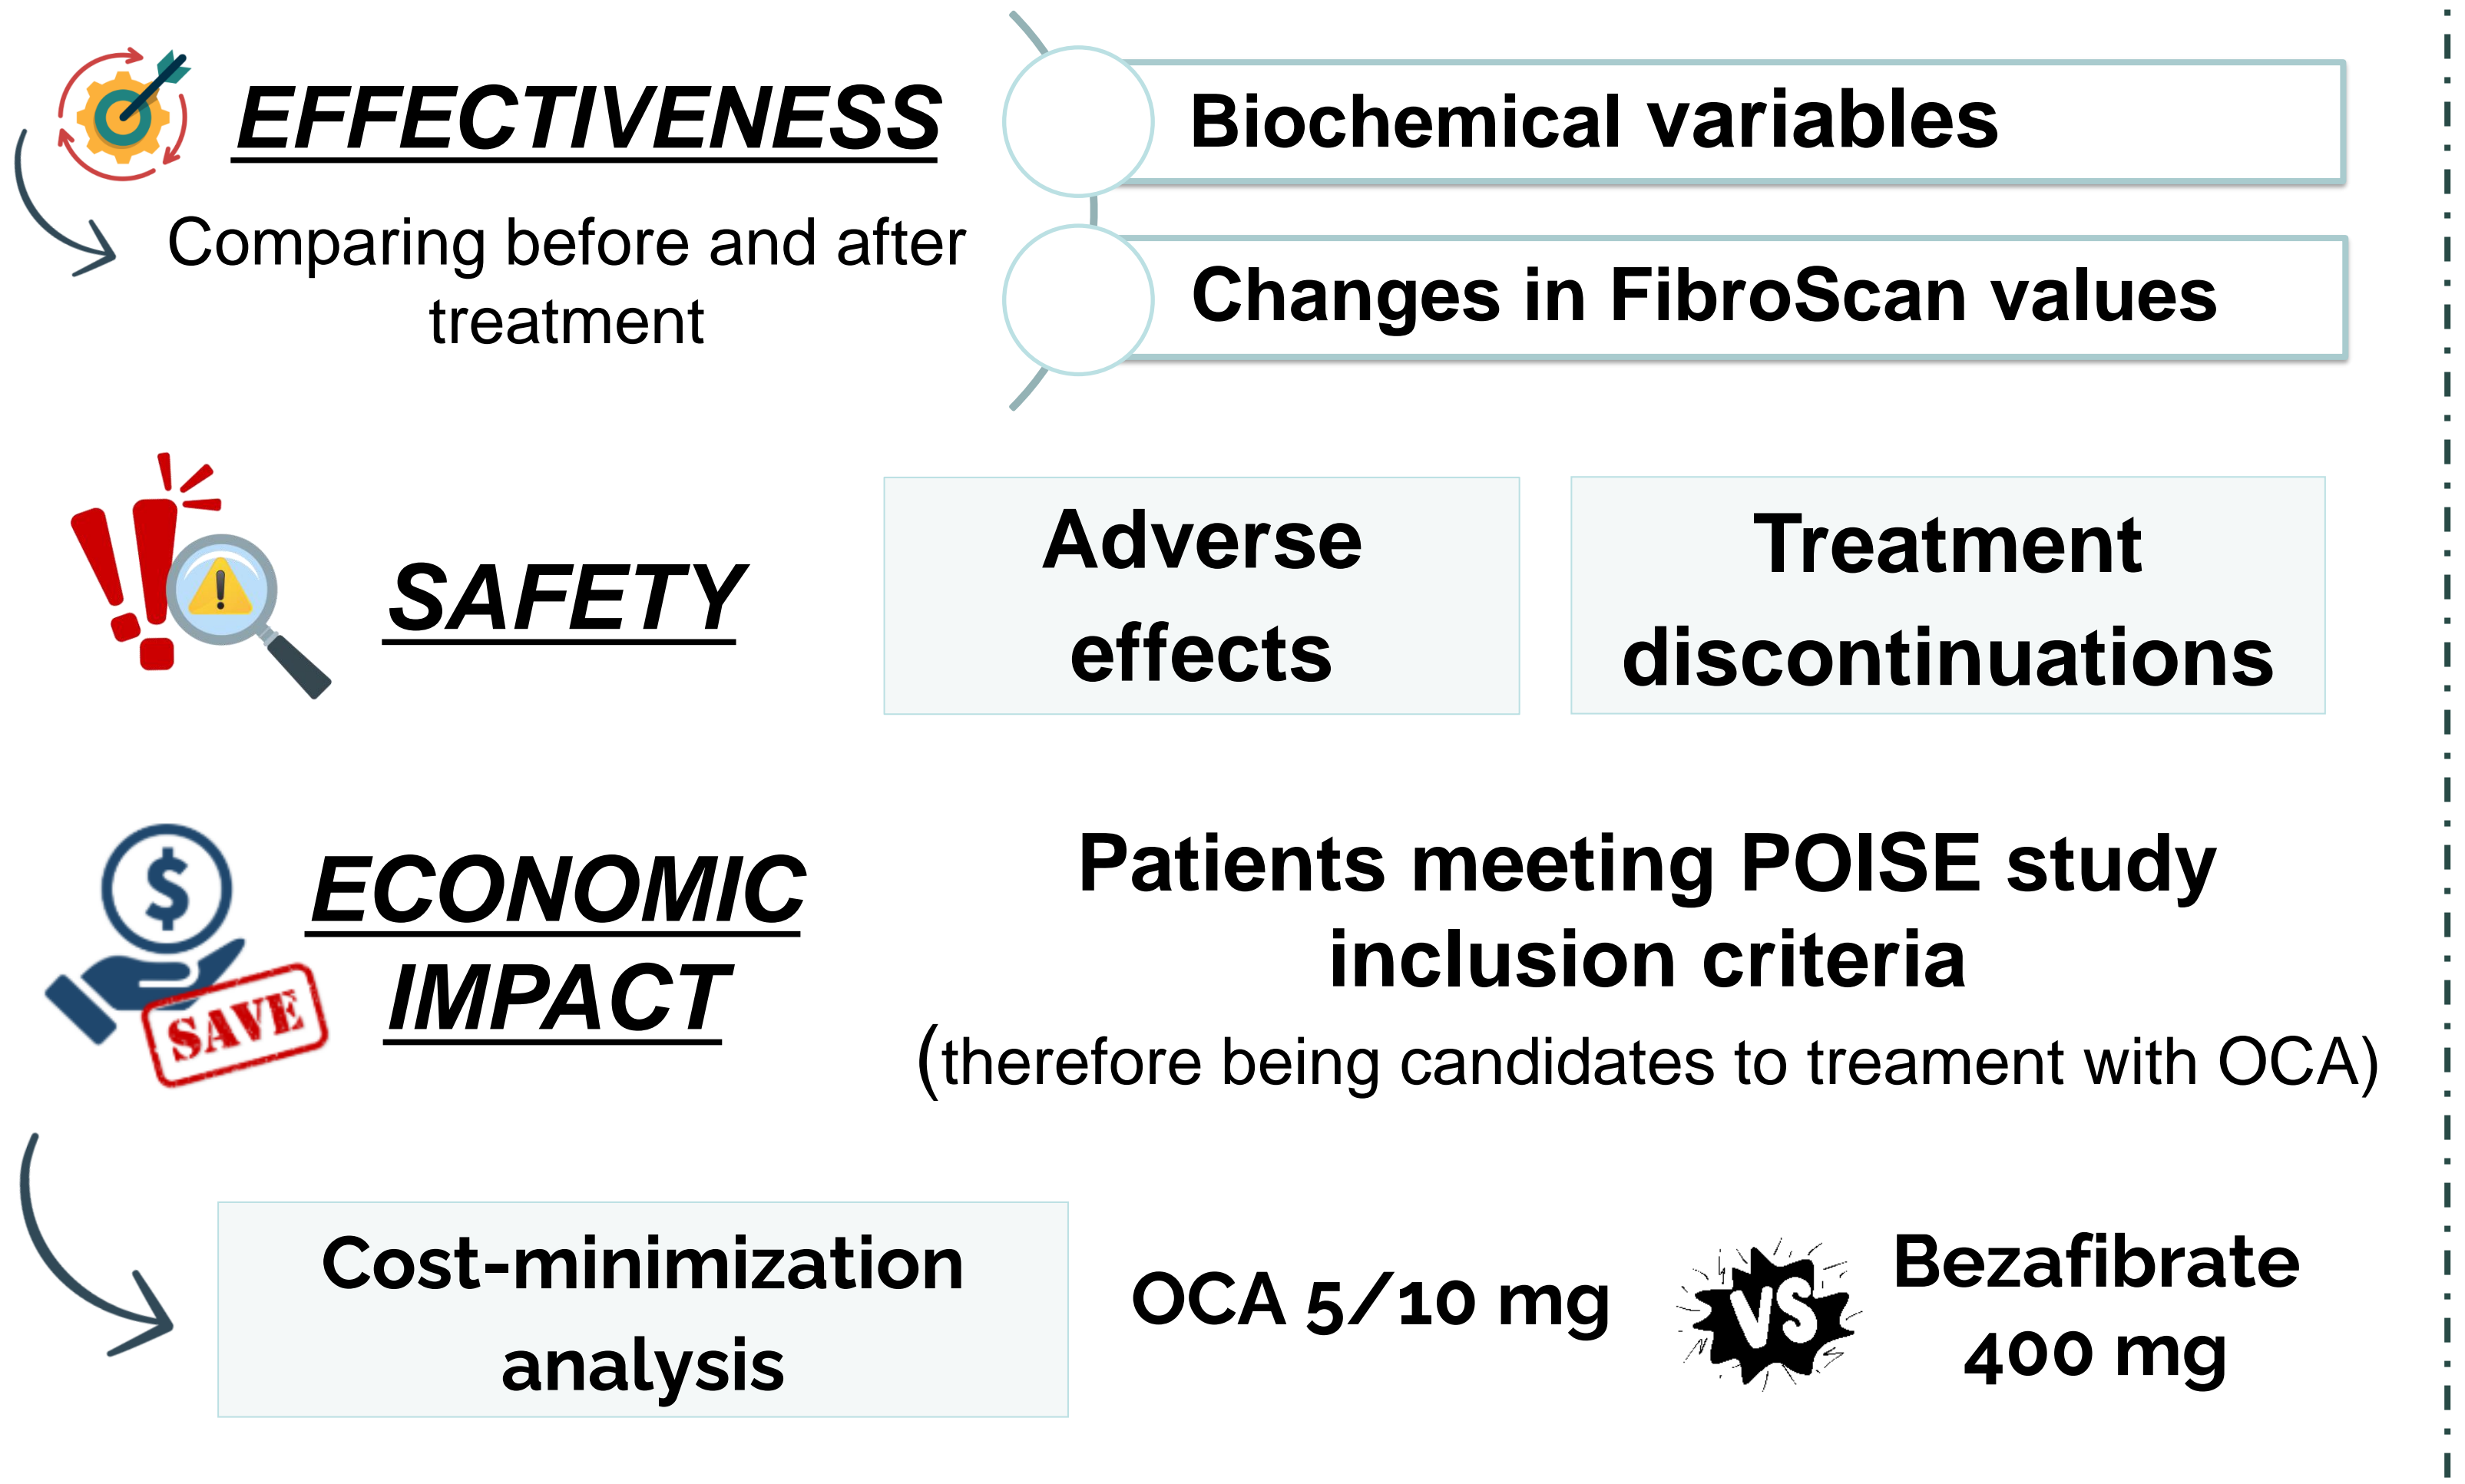 EFFECTIVENESS
Comparing before and after
treatment
Biochemical variables
Changes in FibroScan values
SAFETY
Adverse
effects
Treatment
discontinuations
ECONOMIC
IMPACT
SAVE
Patients meeting POISE study
inclusion criteria
(therefore being candidates to treament with OCA)
Cost-minimization
analysis
OCA 5/10 mg
VS
Bezafibrate
400 mg